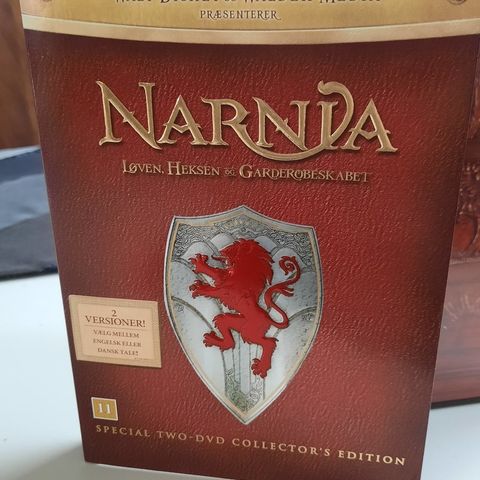 PRÆSENTERER
NARNIA
LØVEN, HEKSEN OG GARDEROBESKABET
2
VERSIONER!
VÆLG MELLEM
ENGELSK ELLER
DANSK TALE!
11
SPECIAL TWO-DVD COLLECTOR'S EDITION